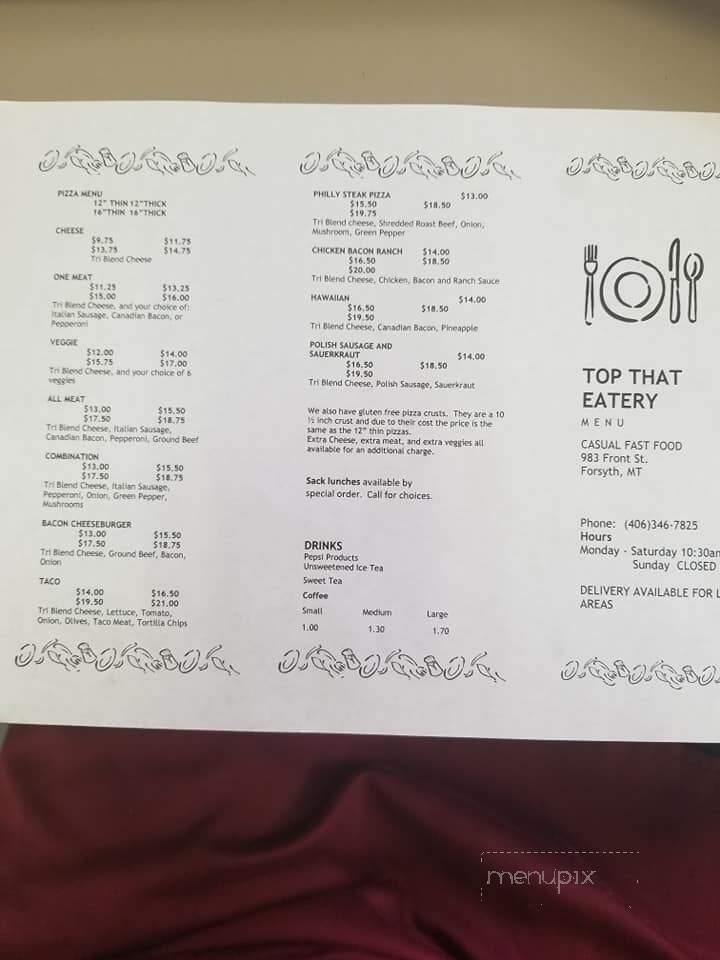 PIZZA MENU
12" THIN 12"THICK
16"THIN 16"THICK
CHEESE
$9.75 $11.75
$13.75 $14.75
Tri Blend Cheese
ONE MEAT
$11.25 $13.25
$15.00 $16.00
Tri Blend Cheese, and your choice of:
Italian Sausage, Canadian Bacon, or
Pepperoni
VEGGIE
$12.00 $14.00
$15.75 $17.00
Tri Blend Cheese, and your choice of 6
veggies
ALL MEAT
$13.00 $15.50
$17.50 $18.75
Tri Blend Cheese, Italian Sausage,
Canadian Bacon, Pepperoni, Ground Beef
COMBINATION
$13.00 $15.50
$17.50 $18.75
Tri Blend Cheese, Italian Sausage,
Pepperoni, Onion, Green Pepper,
Mushrooms
BACON CHEESEBURGER
$13.00 $15.50
$17.50 $18.75
Tri Blend Cheese, Ground Beef, Bacon,
Onion
TACO
$14.00 $16.50
$19.50 $21.00
Tri Blend Cheese, Lettuce, Tomato,
Onion, Olives, Taco Meat, Tortilla Chips
PHILLY STEAK PIZZA $13.00
$15.50 $18.50
$19.75
Tri Blend cheese, Shredded Roast Beef, Onion,
Mushroom, Green Pepper
CHICKEN BACON RANCH $14.00
$16.50 $18.50
$20.00
Tri Blend Cheese, Chicken, Bacon and Ranch Sauce
HAWAIIAN $14.00
$16.50 $18.50
$19.50
Tri Blend Cheese, Canadian Bacon, Pineapple
POLISH SAUSAGE AND
SAUERKRAUT $14.00
$16.50 $18.50
$19.50
Tri Blend Cheese, Polish Sausage, Sauerkraut
We also have gluten free pizza crusts. They are a 10
½ inch crust and due to their cost the price is the
same as the 12" thin pizzas.
Extra Cheese, extra meat, and extra veggies all
available for an additional charge.
Sack lunches available by
special order. Call for choices.
DRINKS
Pepsi Products
Unsweetened Ice Tea
Sweet Tea
Coffee
Small Medium Large
1.00 1.30 1.70
TOP THAT
EATERY
MENU
CASUAL FAST FOOD
983 Front St.
Forsyth, MT
Phone: (406)346-7825
Hours
Monday - Saturday 10:30am
Sunday CLOSED
DELIVERY AVAILABLE FOR L
AREAS
menupix